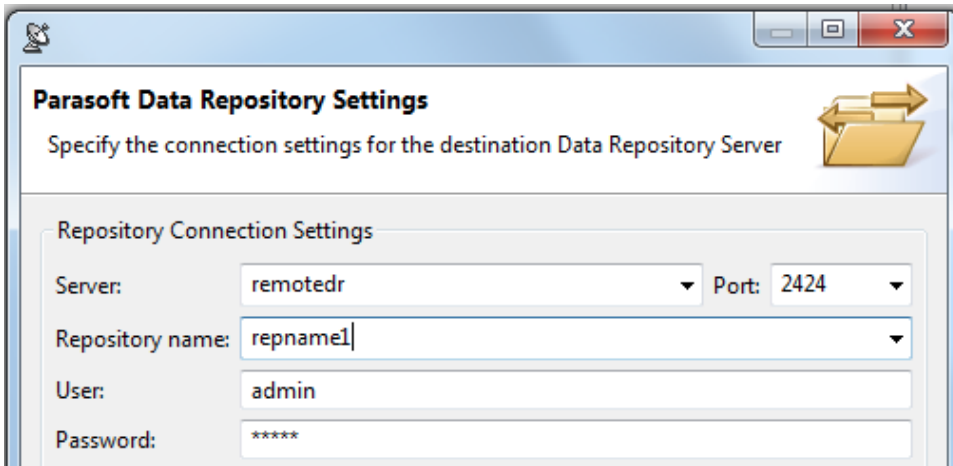 Parasoft Data Repository Settings
Specify the connection settings for the destination Data Repository Server
Repository Connection Settings
Server: remotedr Port: 2424
Repository name: repname1
User: admin
Password: *****